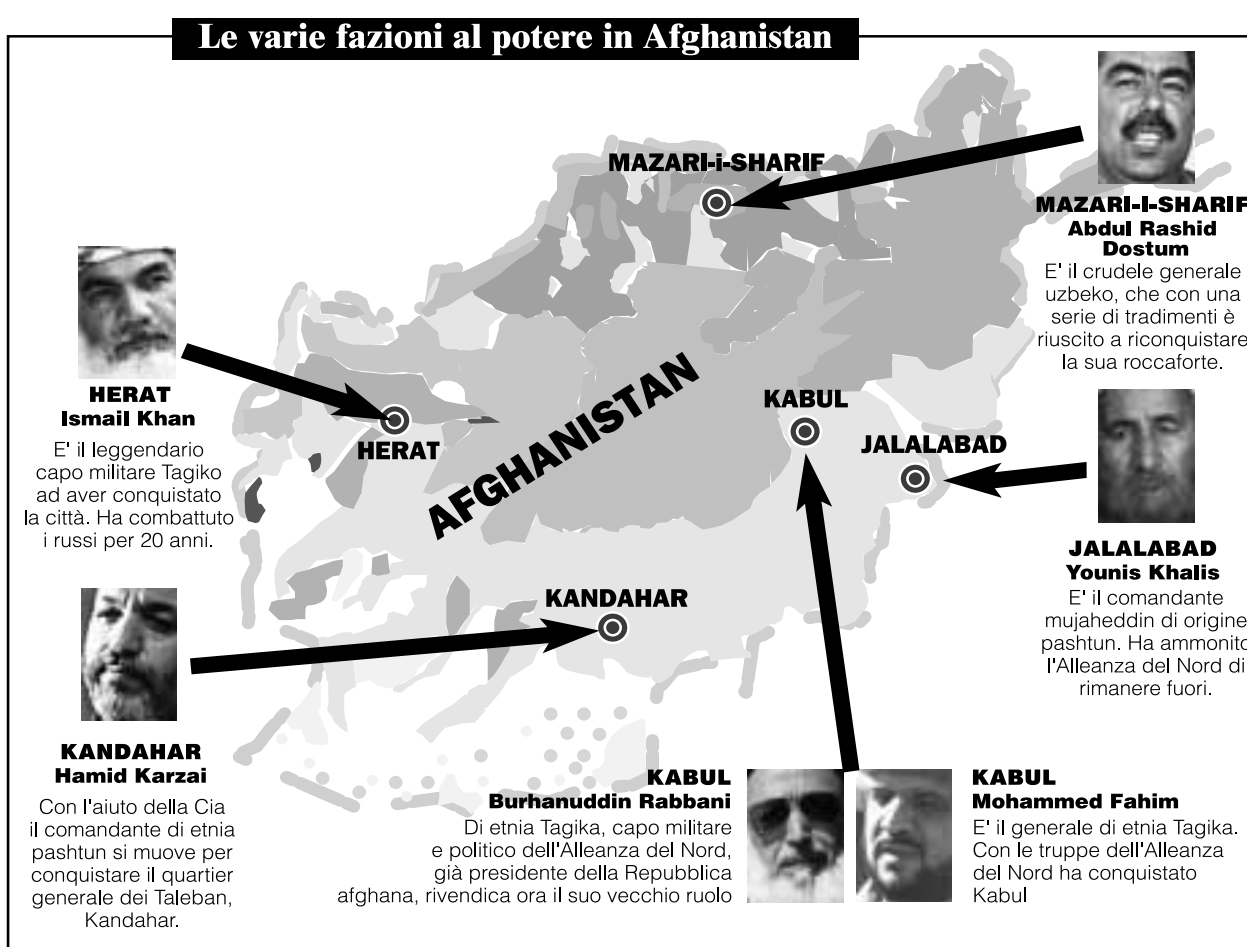 Le varie fazioni al potere in Afghanistan
MAZARI-i-SHARIF
HERAT
AFGHANISTAN
KABUL
JALALABAD
KANDAHAR
MAZARI-I-SHARIF
Abdul Rashid
Dostum
E' il crudele generale
uzbeko, che con una
serie di tradimenti è
riuscito a riconquistare
la sua roccaforte.
HERAT
Ismail Khan
E' il leggendario
capo militare Tagiko
ad aver conquistato
la città. Ha combattuto
i russi per 20 anni.
JALALABAD
Younis Khalis
E' il comandante
mujaheddin di origine
pashtun. Ha ammonito
l'Alleanza del Nord di
rimanere fuori.
KANDAHAR
Hamid Karzai
Con l'aiuto della Cia
il comandante di etnia
pashtun si muove per
conquistare il quartier
generale dei Taleban,
Kandahar.
KABUL
Burhanuddin Rabbani
Di etnia Tagika, capo militare
e politico dell'Alleanza del Nord,
già presidente della Repubblica
afghana, rivendica ora il suo vecchio ruolo
KABUL
Mohammed Fahim
E' il generale di etnia Tagika.
Con le truppe dell'Alleanza
del Nord ha conquistato
Kabul